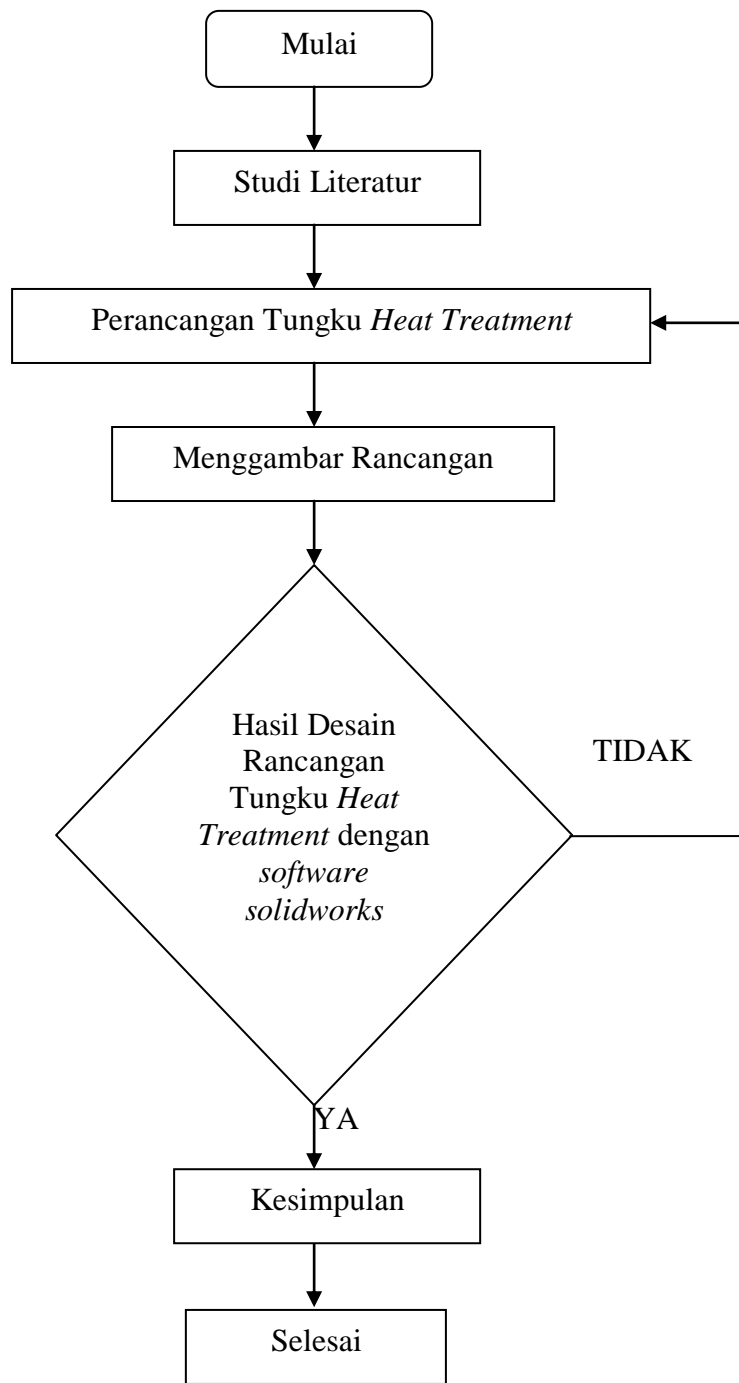 Mulai
Studi Literatur
Perancangan Tungku Heat Treatment
Menggambar Rancangan
Hasil Desain
Rancangan
Tungku Heat
Treatment dengan
software
solidworks
TIDAK
YA
Kesimpulan
Selesai